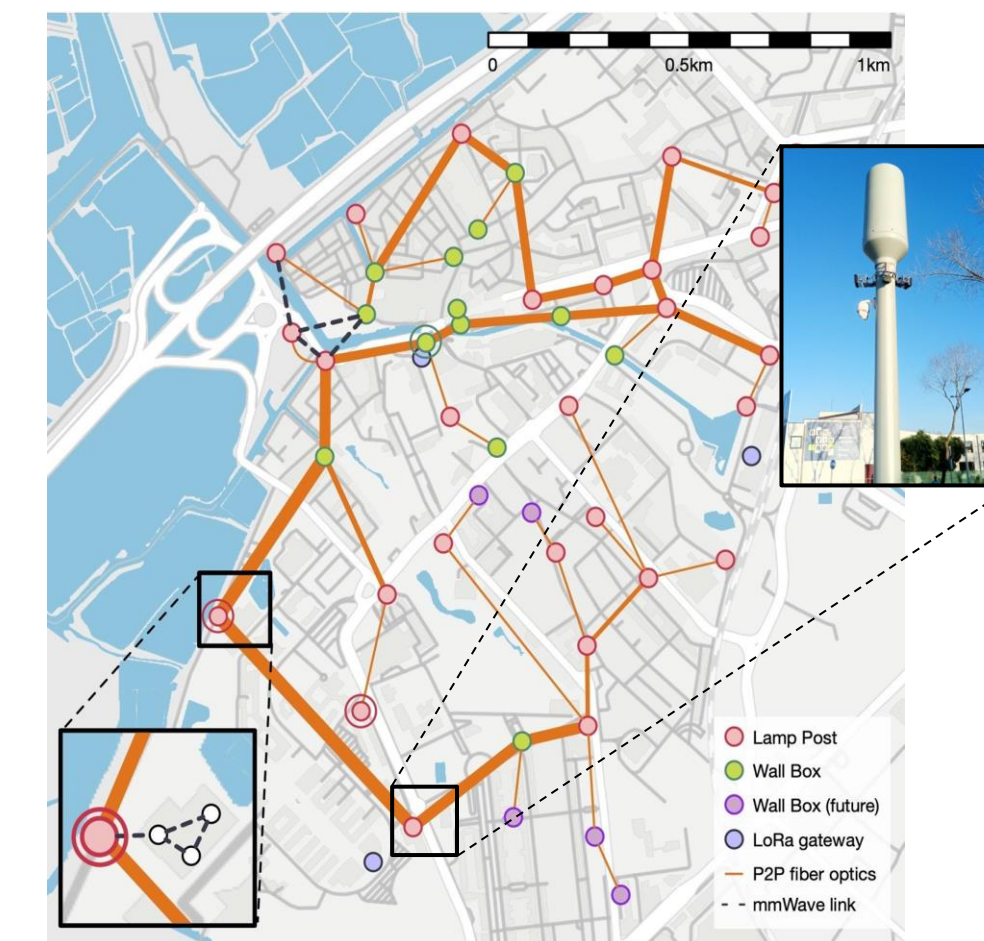 0 0.5km 1km
Lamp Post
Wall Box
Wall Box (future)
LoRa gateway
P2P fiber optics
mmWave link